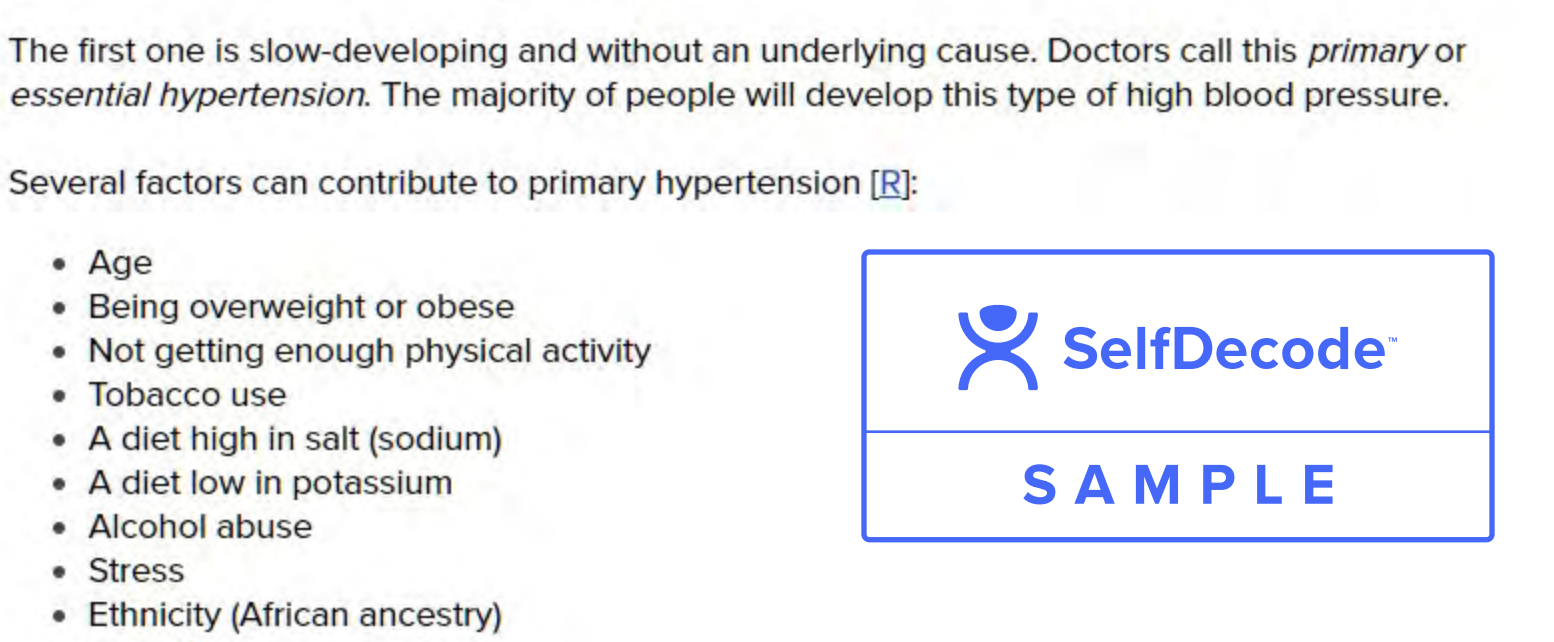 The first one is slow-developing and without an underlying cause. Doctors call this primary or
essential hypertension. The majority of people will develop this type of high blood pressure.
Several factors can contribute to primary hypertension [R]:
• Age
• Being overweight or obese
• Not getting enough physical activity
• Tobacco use
• A diet high in salt (sodium)
• A diet low in potassium
• Alcohol abuse
• Stress
• Ethnicity (African ancestry)
SelfDecode™
SAMPLE